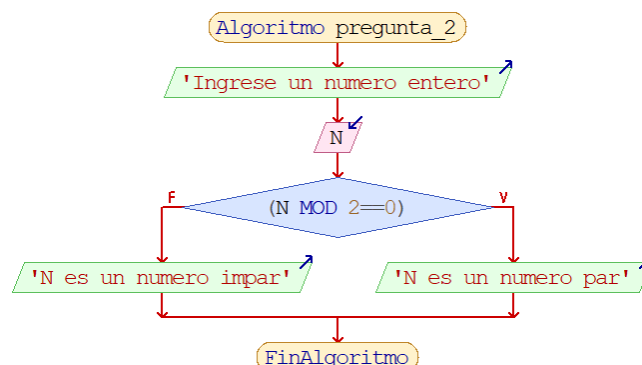 Algoritmo pregunta_2
'Ingrese un numero entero'
N
F
V
(N MOD 2==0)
'N es un numero impar'
'N es un numero par'
FinAlgoritmo